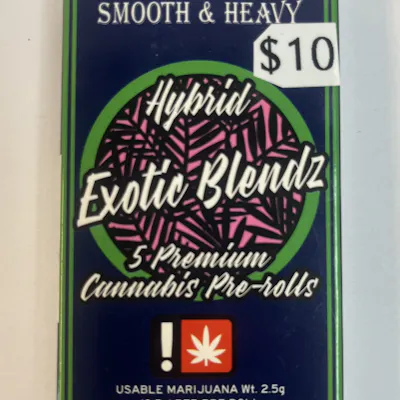 SMOOTH & HEAVY
$10
Hybrid
Exotic Blendz
5 Premium
Cannabis Pre-rolls
!
USABLE MARIJUANA Wt. 2.5g